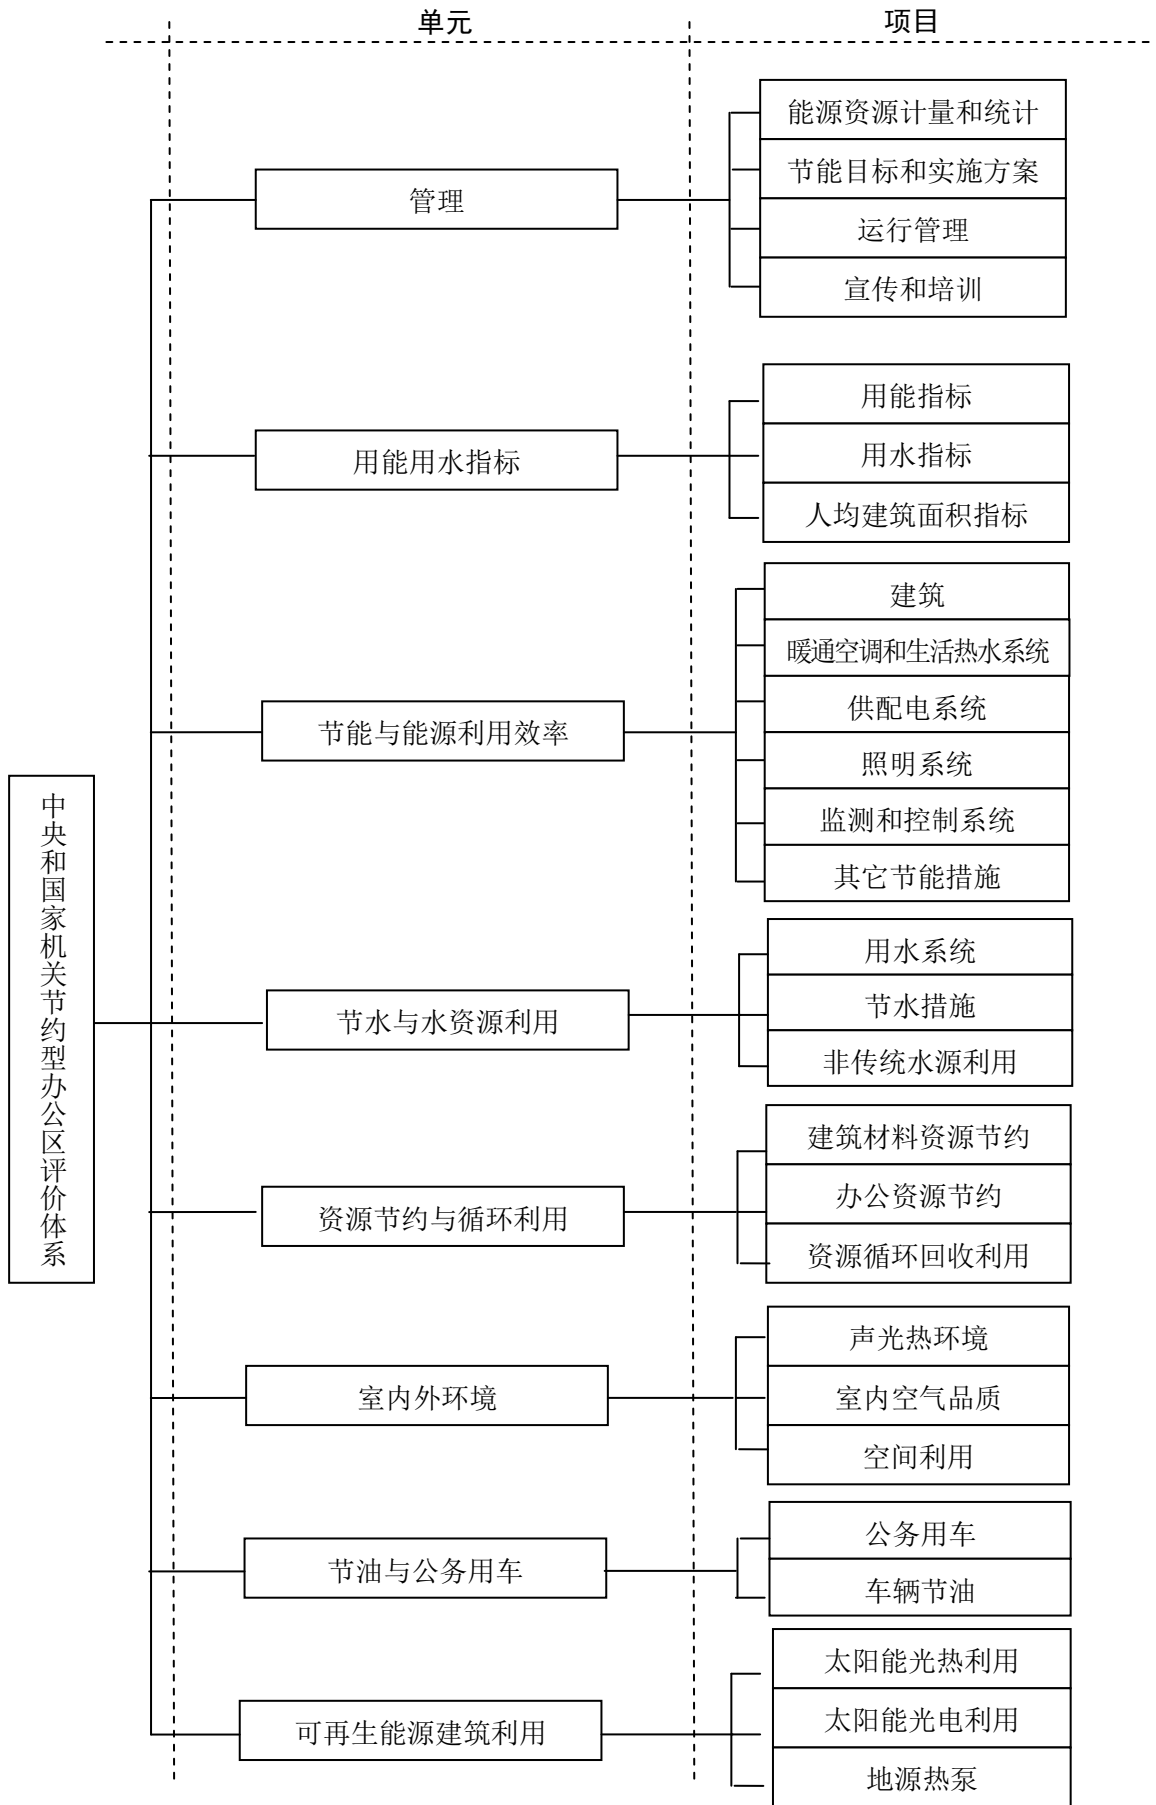 单元
项目
中央和国家机关节约型办公区评价体系
管理
能源资源计量和统计
节能目标和实施方案
运行管理
宣传和培训
用能用水指标
用能指标
用水指标
人均建筑面积指标
节能与能源利用效率
建筑
暖通空调和生活热水系统
供配电系统
照明系统
监测和控制系统
其它节能措施
节水与水资源利用
用水系统
节水措施
非传统水源利用
资源节约与循环利用
建筑材料资源节约
办公资源节约
资源循环回收利用
室内外环境
声光热环境
室内空气品质
空间利用
节油与公务用车
公务用车
车辆节油
可再生能源建筑利用
太阳能光热利用
太阳能光电利用
地源热泵